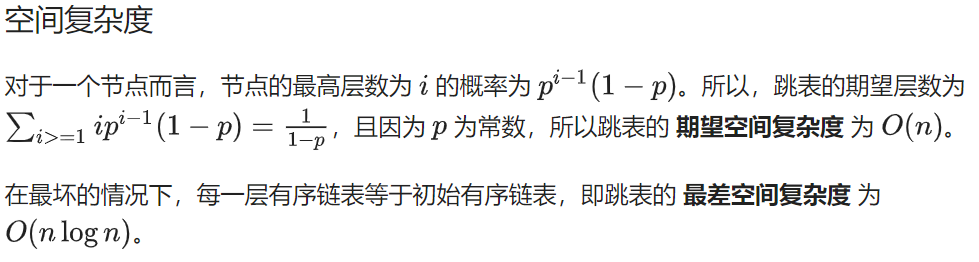 空间复杂度
对于一个节点而言，节点的最高层数为 $i$ 的概率为 $p^{i-1}(1-p)$。所以，跳表的期望层数为
$\sum_{i>=1} ip^{i-1}(1-p) = \frac{1}{1-p}$，且因为 $p$ 为常数，所以跳表的 期望空间复杂度 为 $O(n)$。
在最坏的情况下，每一层有序链表等于初始有序链表，即跳表的 最差空间复杂度 为
$O(n \log n)$。